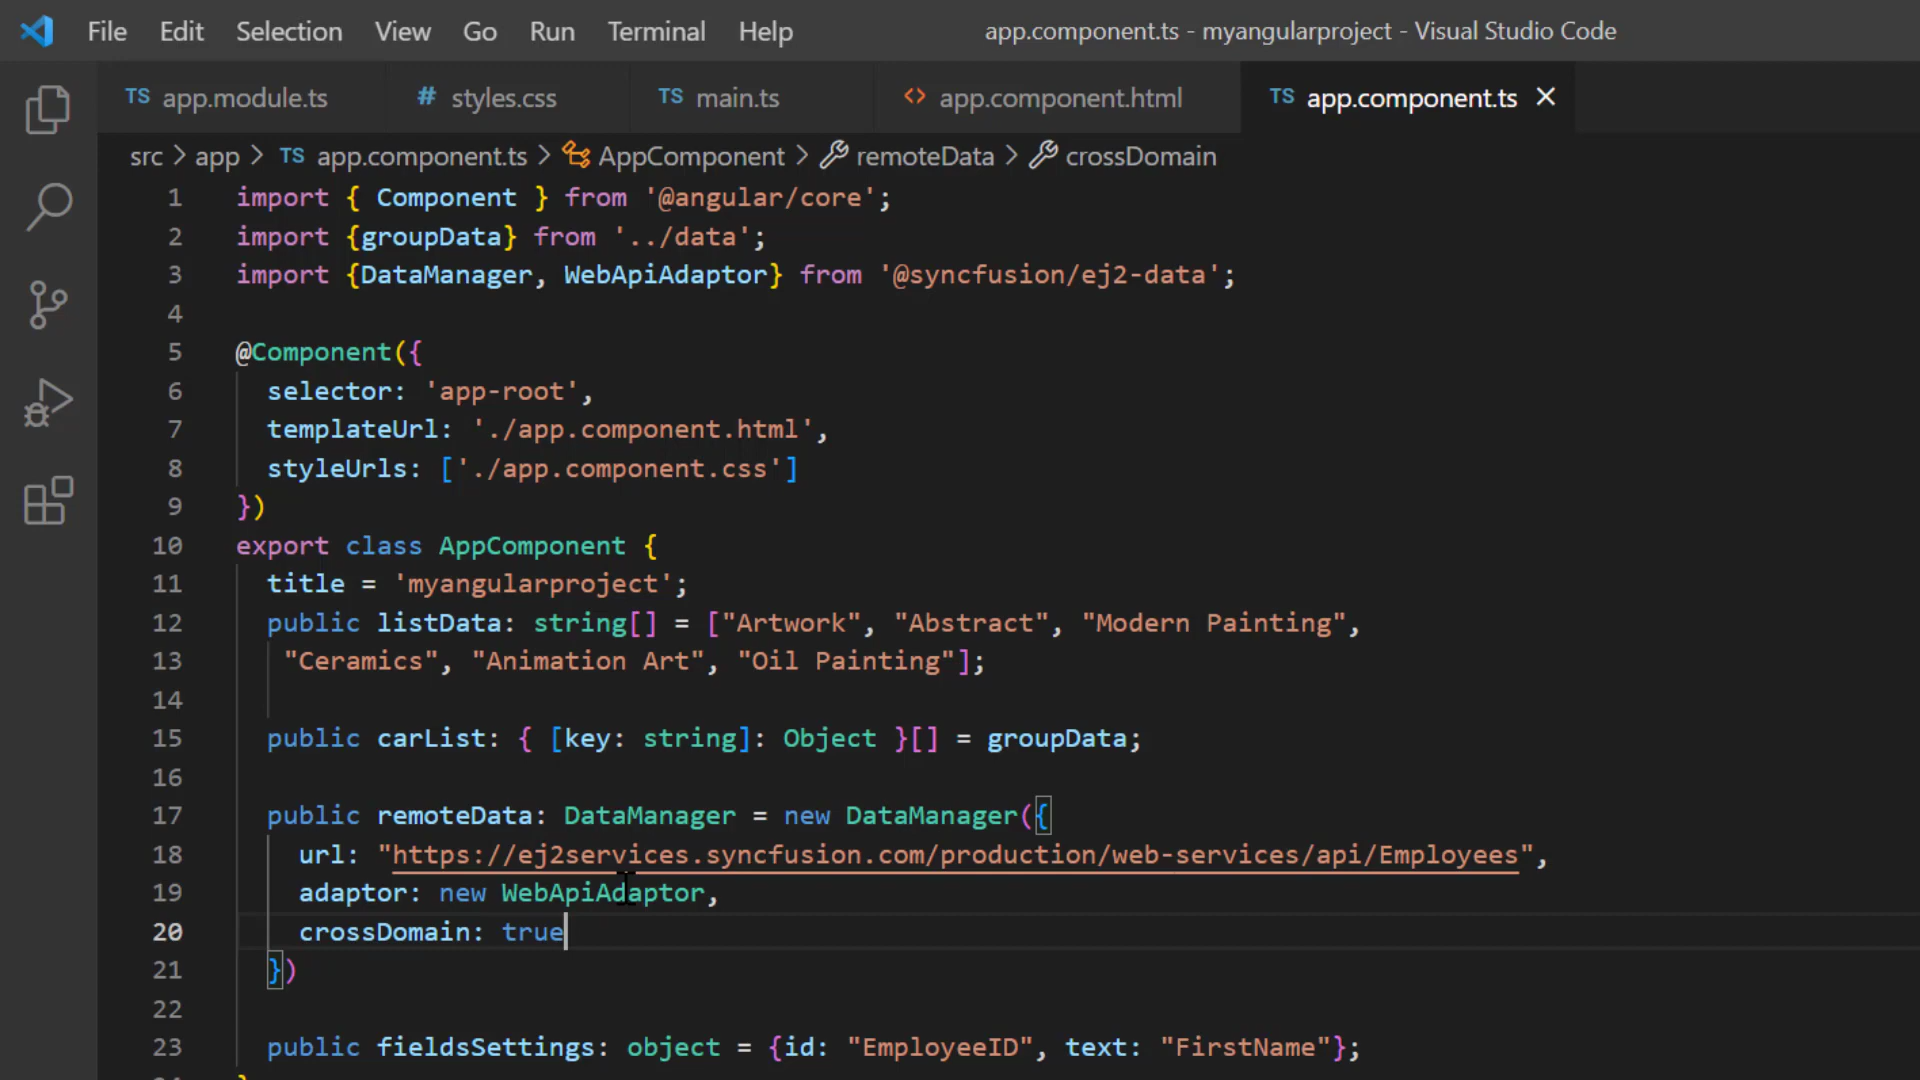 File Edit Selection View Go Run Terminal Help app.component.ts - myangularproject - Visual Studio Code
TS app.module.ts # styles.css TS main.ts <> app.component.html TS app.component.ts
src > app > TS app.component.ts > AppComponent > remoteData > crossDomain
1 import { Component } from '@angular/core';
2 import {groupData} from '../data';
3 import {DataManager, WebApiAdaptor} from '@syncfusion/ej2-data';
4
5 @Component({
6 selector: 'app-root',
7 templateUrl: './app.component.html',
8 styleUrls: ['./app.component.css']
9 })
10 export class AppComponent {
11 title = 'myangularproject';
12 public listData: string[] = ["Artwork", "Abstract", "Modern Painting",
13 "Ceramics", "Animation Art", "Oil Painting"];
14
15 public carList: { [key: string]: Object }[] = groupData;
16
17 public remoteData: DataManager = new DataManager({
18 url: "https://ej2services.syncfusion.com/production/web-services/api/Employees",
19 adaptor: new WebApiAdaptor,
20 crossDomain: true
21 })
22
23 public fieldsSettings: object = {id: "EmployeeID", text: "FirstName"};